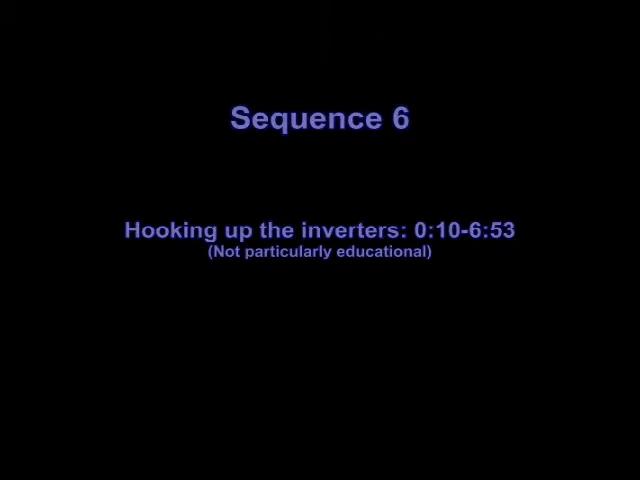 Sequence 6
Hooking up the inverters: 0:10-6:53
(Not particularly educational)